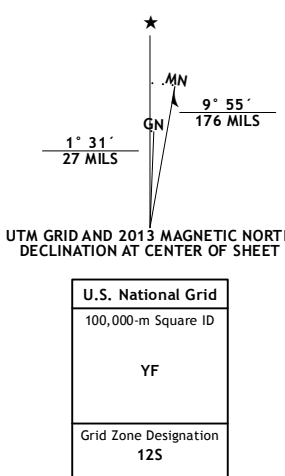 ★
MN
GN
9° 55´
176 MILS
1° 31´
27 MILS
UTM GRID AND 2013 MAGNETIC NORTH
DECLINATION AT CENTER OF SHEET
U.S. National Grid
100,000-m Square ID
YF
Grid Zone Designation
12S